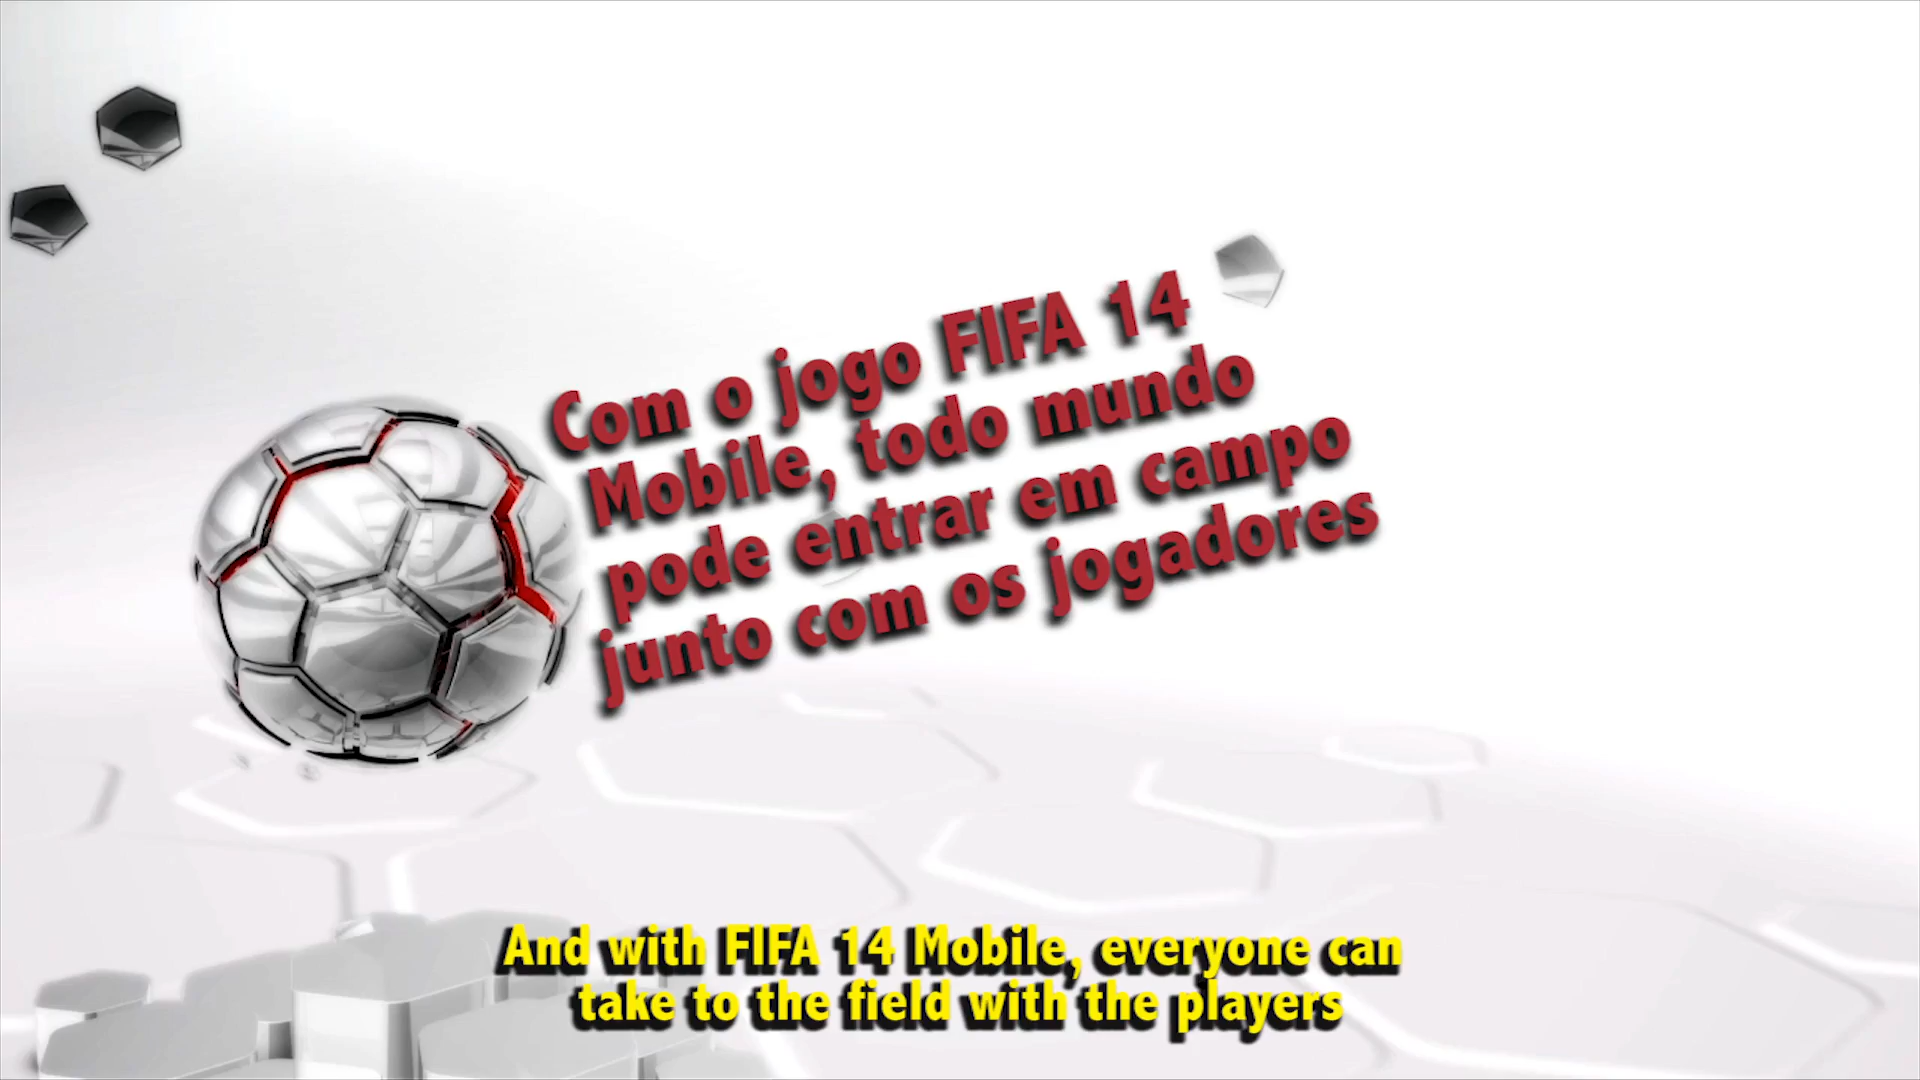 Com o jogo FIFA 14
Mobile, todo mundo
pode entrar em campo
junto com os jogadores
And with FIFA 14 Mobile, everyone can
take to the field with the players